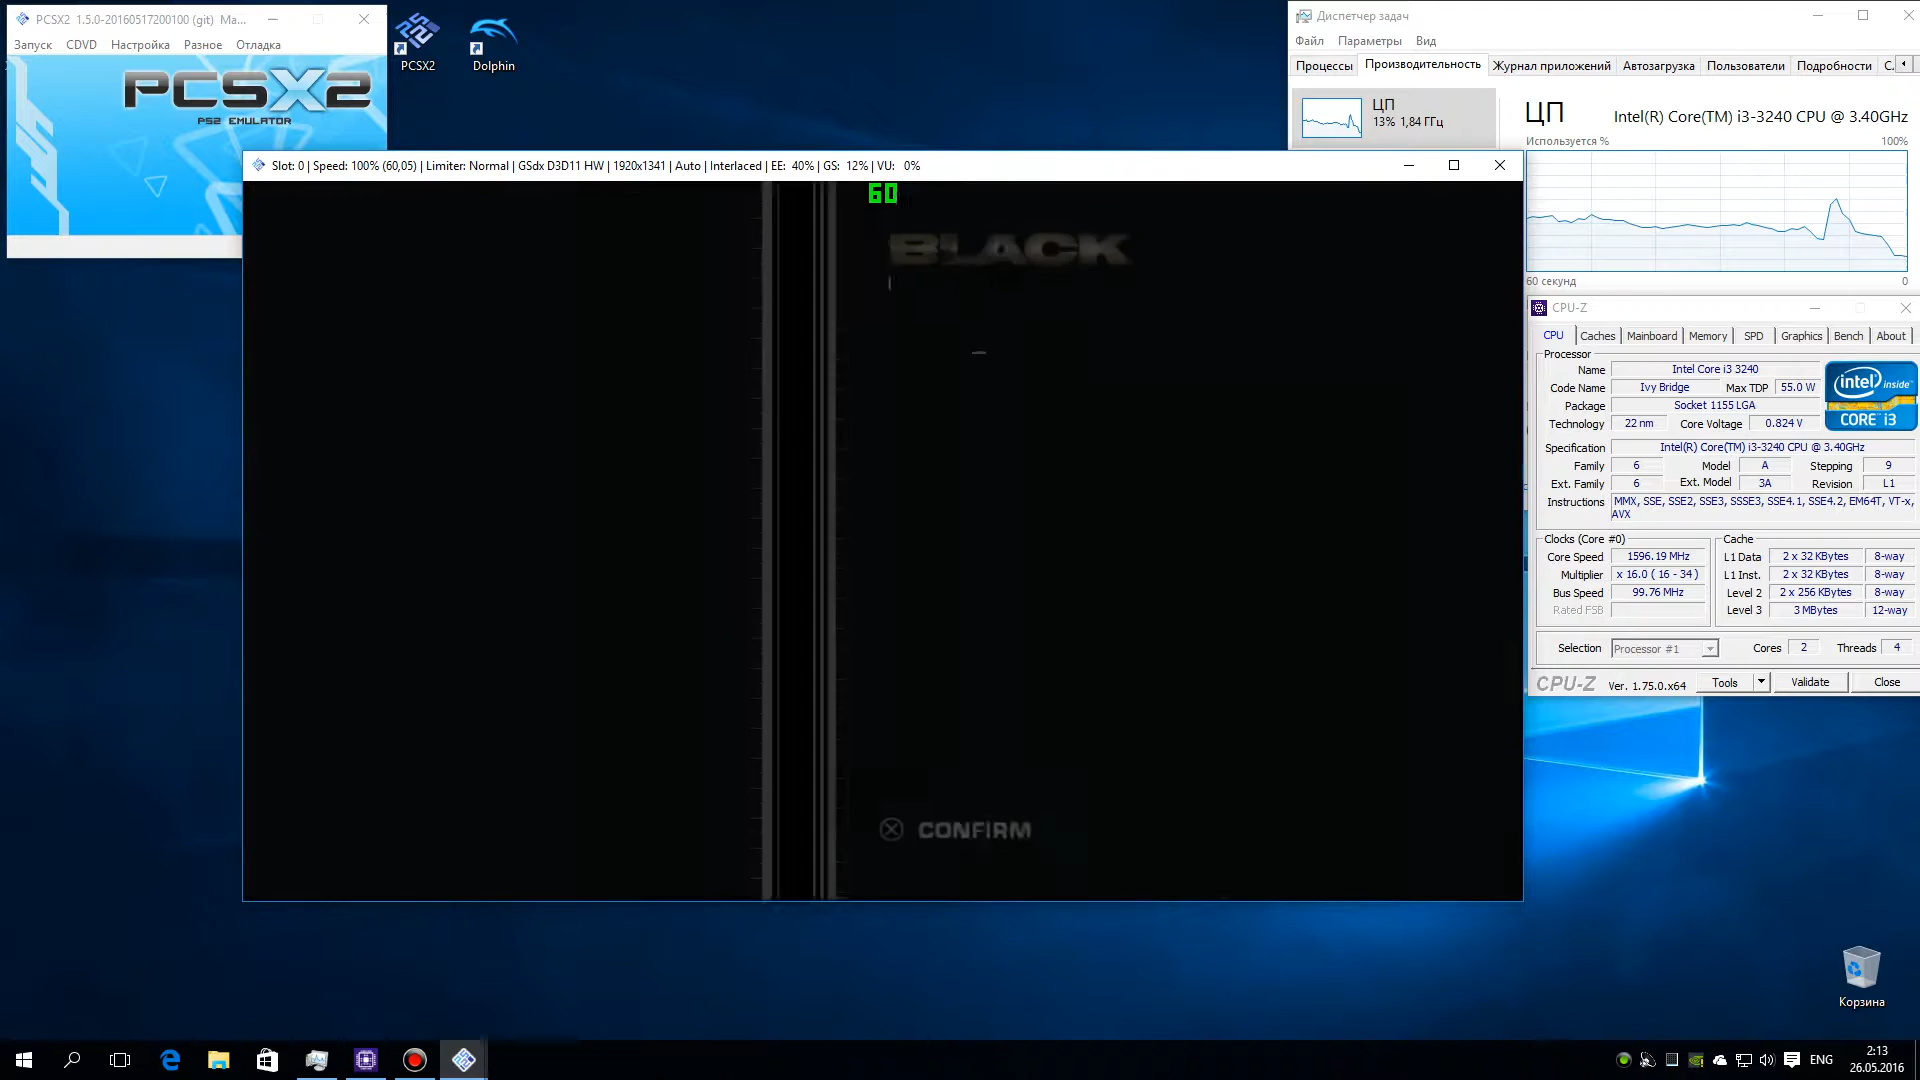 PCSX2 1.5.0-20160517200100 (git) Ma...
Запуск CDVD Настройка Разное Отладка
PCSX2
PS2 EMULATOR
PCSX2
Dolphin
Диспетчер задач
Файл Параметры Вид
Процессы Производительность Журнал приложений Автозагрузка Пользователи Подробности С.
ЦП
13% 1,84 ГГц
ЦП Intel(R) Core(TM) i3-3240 CPU @ 3.40GHz
Используется % 100%
60 секунд 0
Slot: 0 | Speed: 100% (60,05) | Limiter: Normal | GSdx D3D11 HW | 1920x1341 | Auto | Interlaced | EE: 40% | GS: 12% | VU: 0%
60
BLACK
CONFIRM
CPU-Z
CPU Caches Mainboard Memory SPD Graphics Bench About
Processor
Name Intel Core i3 3240
Code Name Ivy Bridge Max TDP 55.0 W
Package Socket 1155 LGA
Technology 22 nm Core Voltage 0.824 V
intel inside™
CORE™ i3
Specification Intel(R) Core(TM) i3-3240 CPU @ 3.40GHz
Family 6 Model A Stepping 9
Ext. Family 6 Ext. Model 3A Revision L1
Instructions MMX, SSE, SSE2, SSE3, SSSE3, SSE4.1, SSE4.2, EM64T, VT-x,
AVX
Clocks (Core #0)
Core Speed 1596.19 MHz
Multiplier x 16.0 ( 16 - 34 )
Bus Speed 99.76 MHz
Rated FSB
Cache
L1 Data 2 x 32 KBytes 8-way
L1 Inst. 2 x 32 KBytes 8-way
Level 2 2 x 256 KBytes 8-way
Level 3 3 MBytes 12-way
Selection Processor #1 Cores 2 Threads 4
CPU-Z Ver. 1.75.0.x64 Tools Validate Close
Корзина
ENG
2:13
26.05.2016